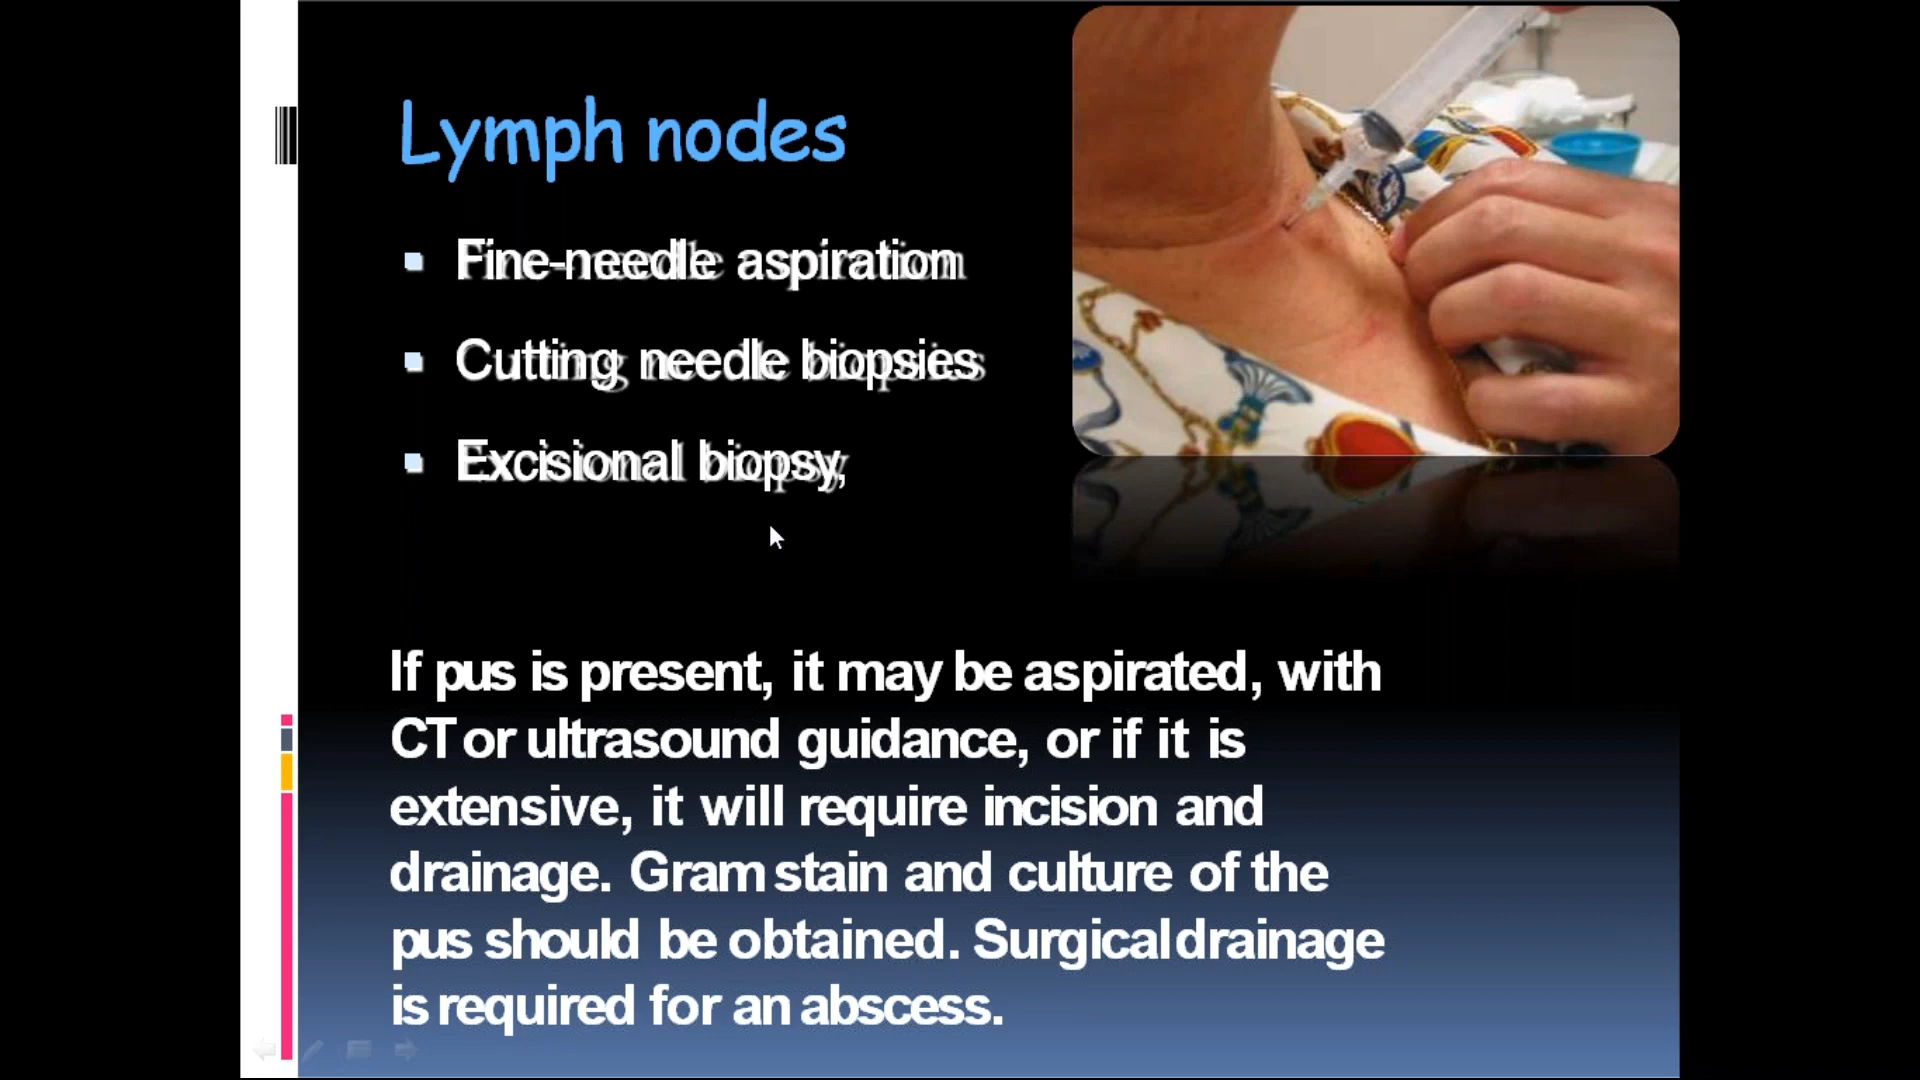 Lymph nodes
Fine-needle aspiration
Cutting needle biopsies
Excisional biopsy,
If pus is present, it may be aspirated, with
CT or ultrasound guidance, or if it is
extensive, it will require incision and
drainage. Gram stain and culture of the
pus should be obtained. Surgical drainage
is required for an abscess.